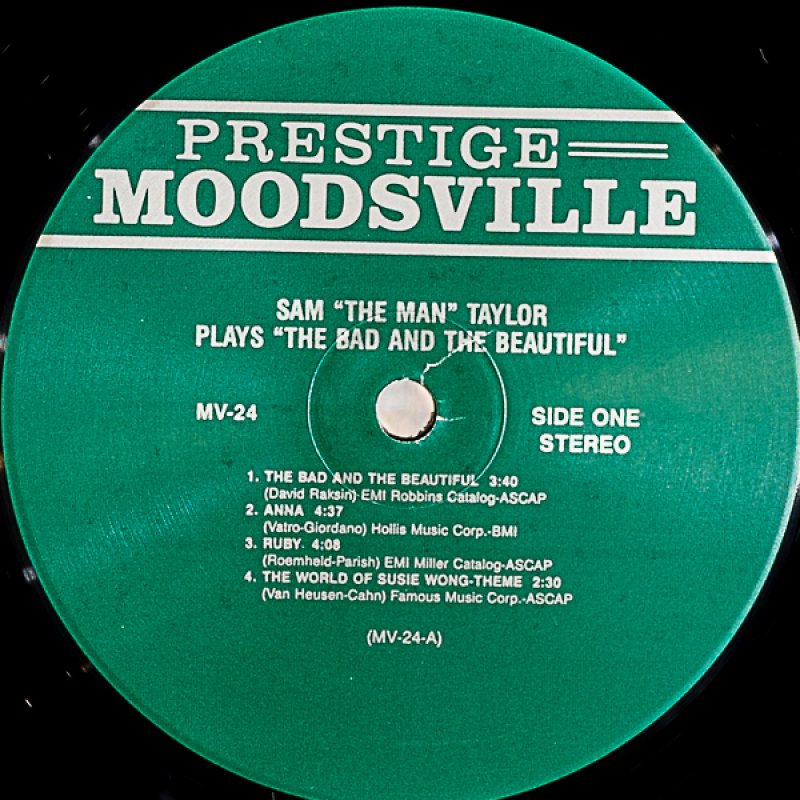 PRESTIGE
MOODSVILLE
SAM "THE MAN" TAYLOR
PLAYS "THE BAD AND THE BEAUTIFUL"
MV-24
SIDE ONE
STEREO
1. THE BAD AND THE BEAUTIFUL 3:40
(David Raksin) EMI Robbins Catalog-ASCAP
2. ANNA 4:37
(Vatro-Giordano) Hollis Music Corp.-BMI
3. RUBY 4:08
(Roemheld-Parish) EMI Miller Catalog-ASCAP
4. THE WORLD OF SUSIE WONG-THEME 2:30
(Van Heusen-Cahn) Famous Music Corp.-ASCAP
(MV-24-A)